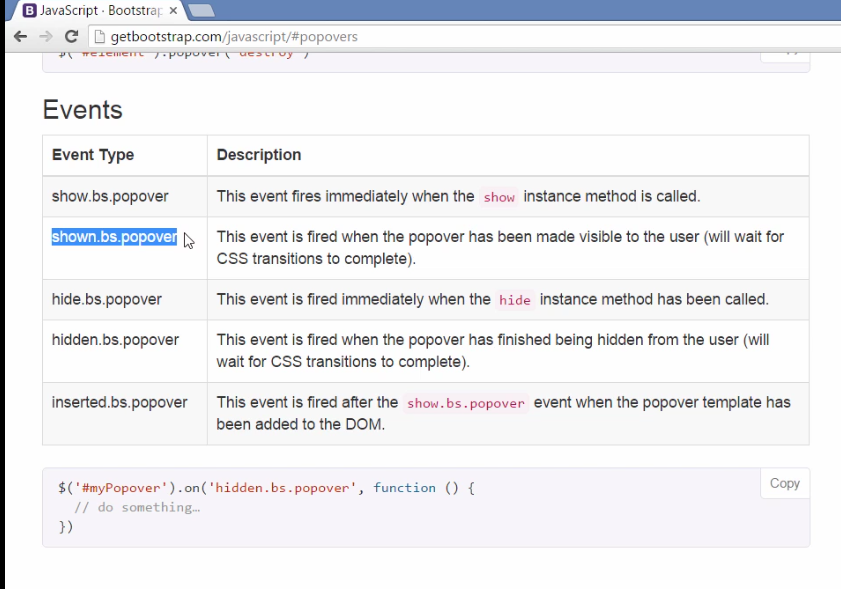 B JavaScript · Bootstrap
getbootstrap.com/javascript/#popovers
$('#element').popover('destroy')
Events
Event Type Description
show.bs.popover This event fires immediately when the show instance method is called.
shown.bs.popover This event is fired when the popover has been made visible to the user (will wait for
CSS transitions to complete).
hide.bs.popover This event is fired immediately when the hide instance method has been called.
hidden.bs.popover This event is fired when the popover has finished being hidden from the user (will
wait for CSS transitions to complete).
inserted.bs.popover This event is fired after the show.bs.popover event when the popover template has
been added to the DOM.
$('#myPopover').on('hidden.bs.popover', function () {
Copy
// do something…
})